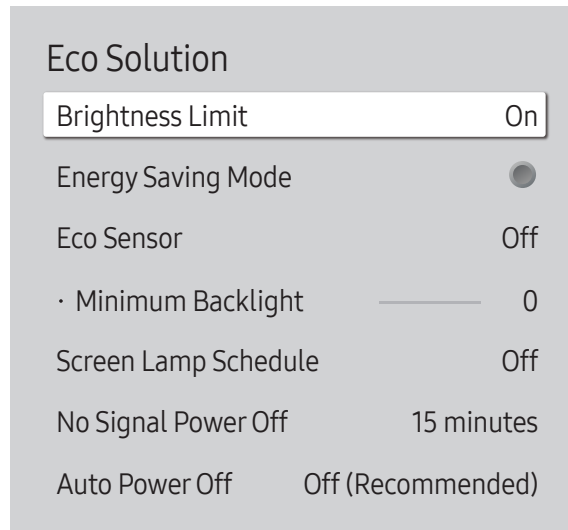 Eco Solution
Brightness Limit On
Energy Saving Mode
Eco Sensor Off
· Minimum Backlight 0
Screen Lamp Schedule Off
No Signal Power Off 15 minutes
Auto Power Off Off (Recommended)